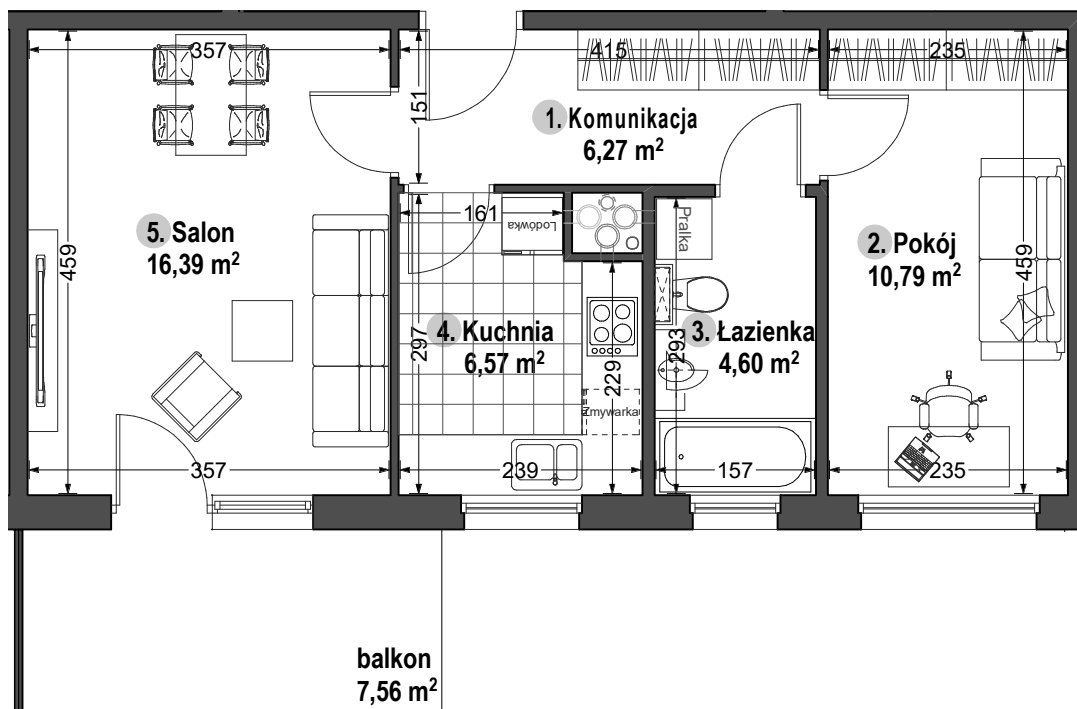 357
415
235
151
1. Komunikacja
6,27 m²
161
Lodówka
Pralka
5. Salon
16,39 m²
459
2. Pokój
10,79 m²
459
4. Kuchnia
6,57 m²
297
229
3. Łazienka
4,60 m²
293
Zmywarka
357
239
157
235
balkon
7,56 m²